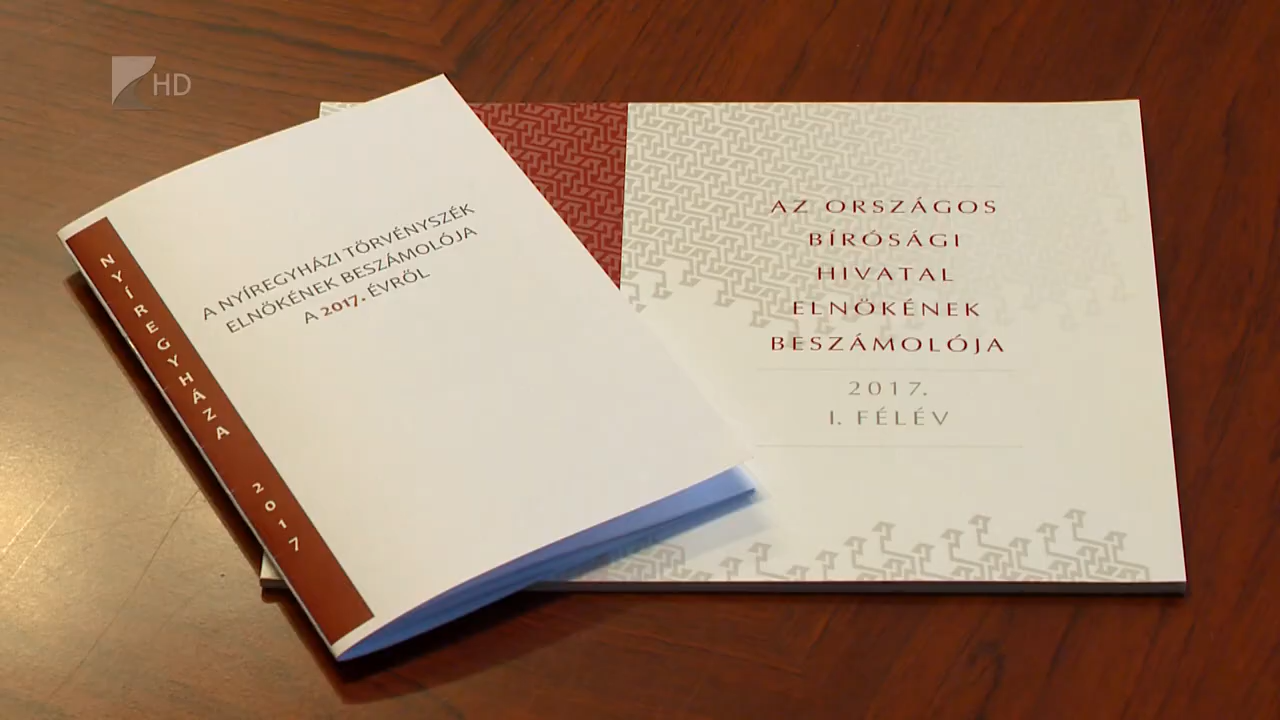 HD
A NYÍREGYHÁZI TÖRVÉNYSZÉK
ELNÖKÉNEK BESZÁMOLÓJA
A 2017. ÉVRŐL
NYÍREGYHÁZA 2017
AZ ORSZÁGOS
BÍRÓSÁGI
HIVATAL
ELNÖKÉNEK
BESZÁMOLÓJA
2017.
I. FÉLÉV